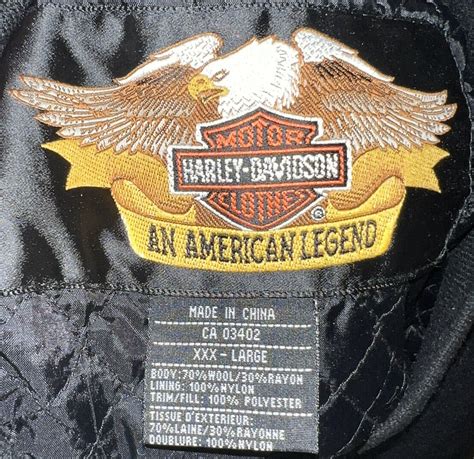 MOTOR
HARLEY-DAVIDSON
CLOTHES
®
AN AMERICAN LEGEND
MADE IN CHINA
CA 03402
XXX - LARGE
BODY: 70%WOOL/30%RAYON
LINING: 100%NYLON
TRIM/FILL: 100% POLYESTER
TISSUE D'EXTERIEUR:
70%LAINE/30%RAYONNE
DOUBLURE: 100%NYLON